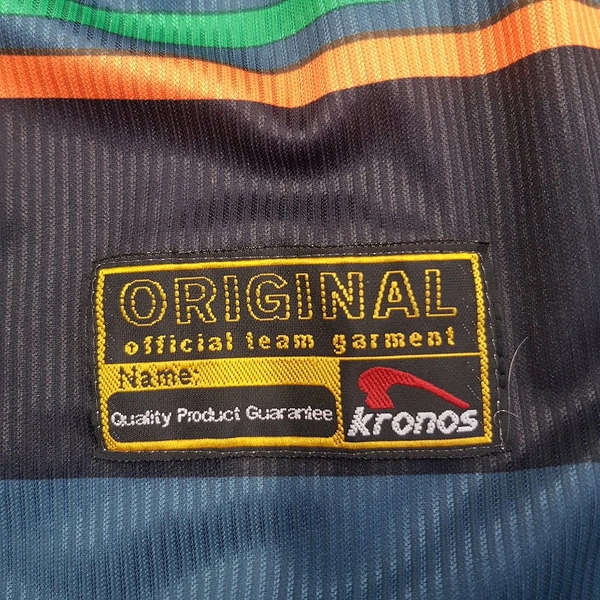 ORIGINAL
official team garment
Name:
Quality Product Guarantee
kronos